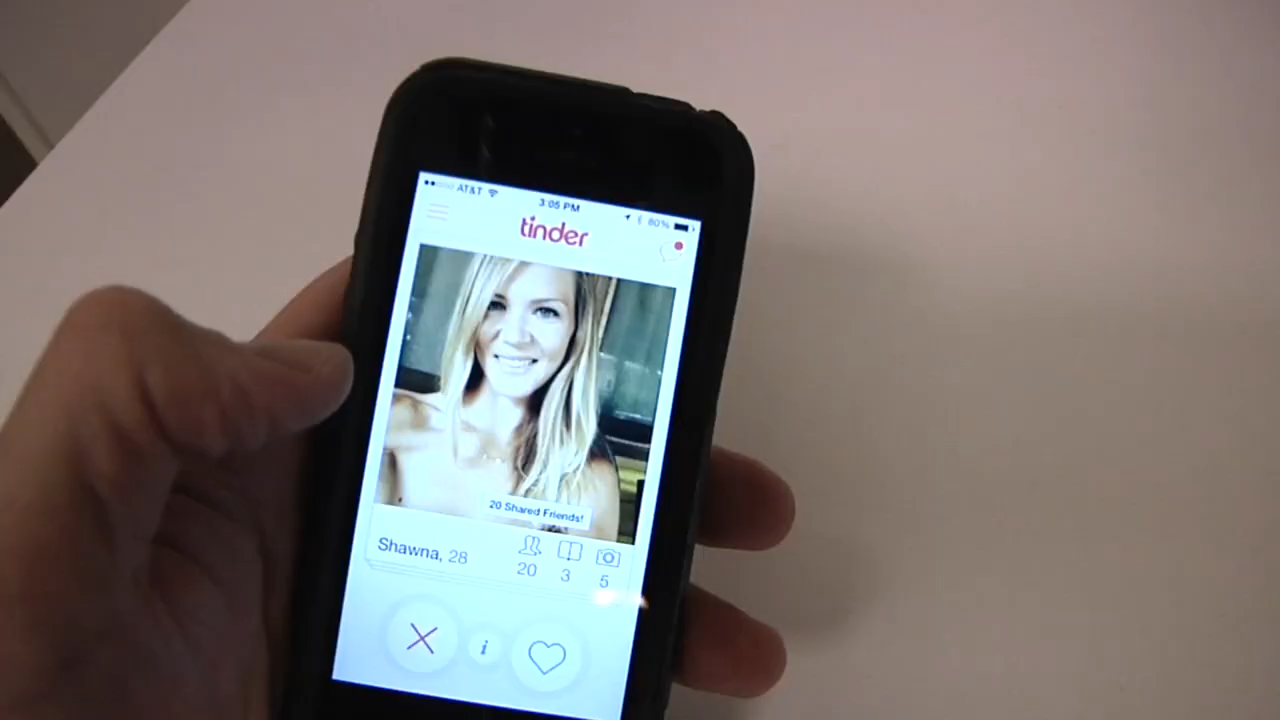 AT&T
3:05 PM
80%
tinder
20 Shared Friends!
Shawna, 28
20
3
5
i